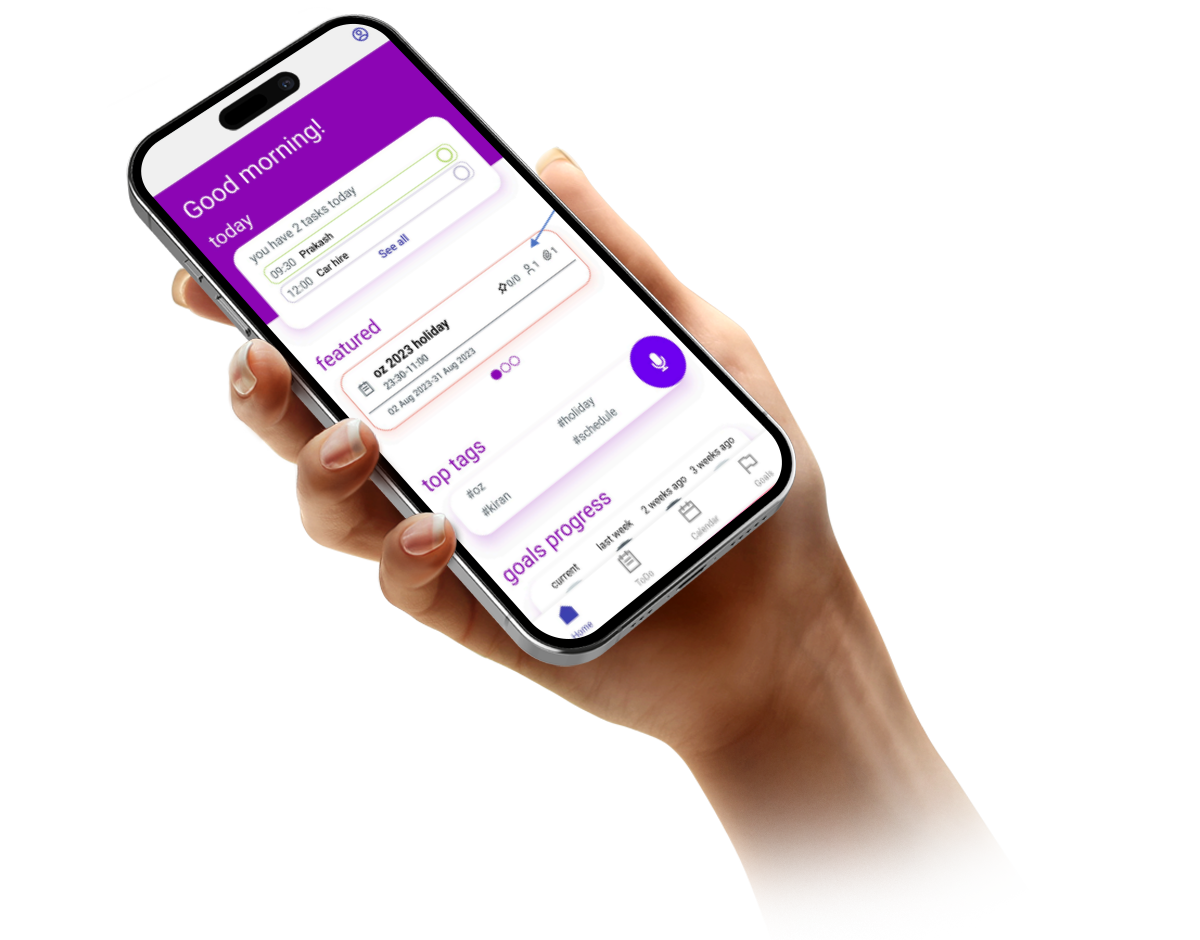 Good morning!
today
you have 2 tasks today
09:30 Prakash
12:00 Car hire
See all
featured
oz 2023 holiday
23:30-11:00
0/0 1 @1
02 Aug 2023-31 Aug 2023
top tags
#oz #holiday
#kiran #schedule
goals progress
current last week 2 weeks ago 3 weeks ago
Home ToDo Calendar Goals